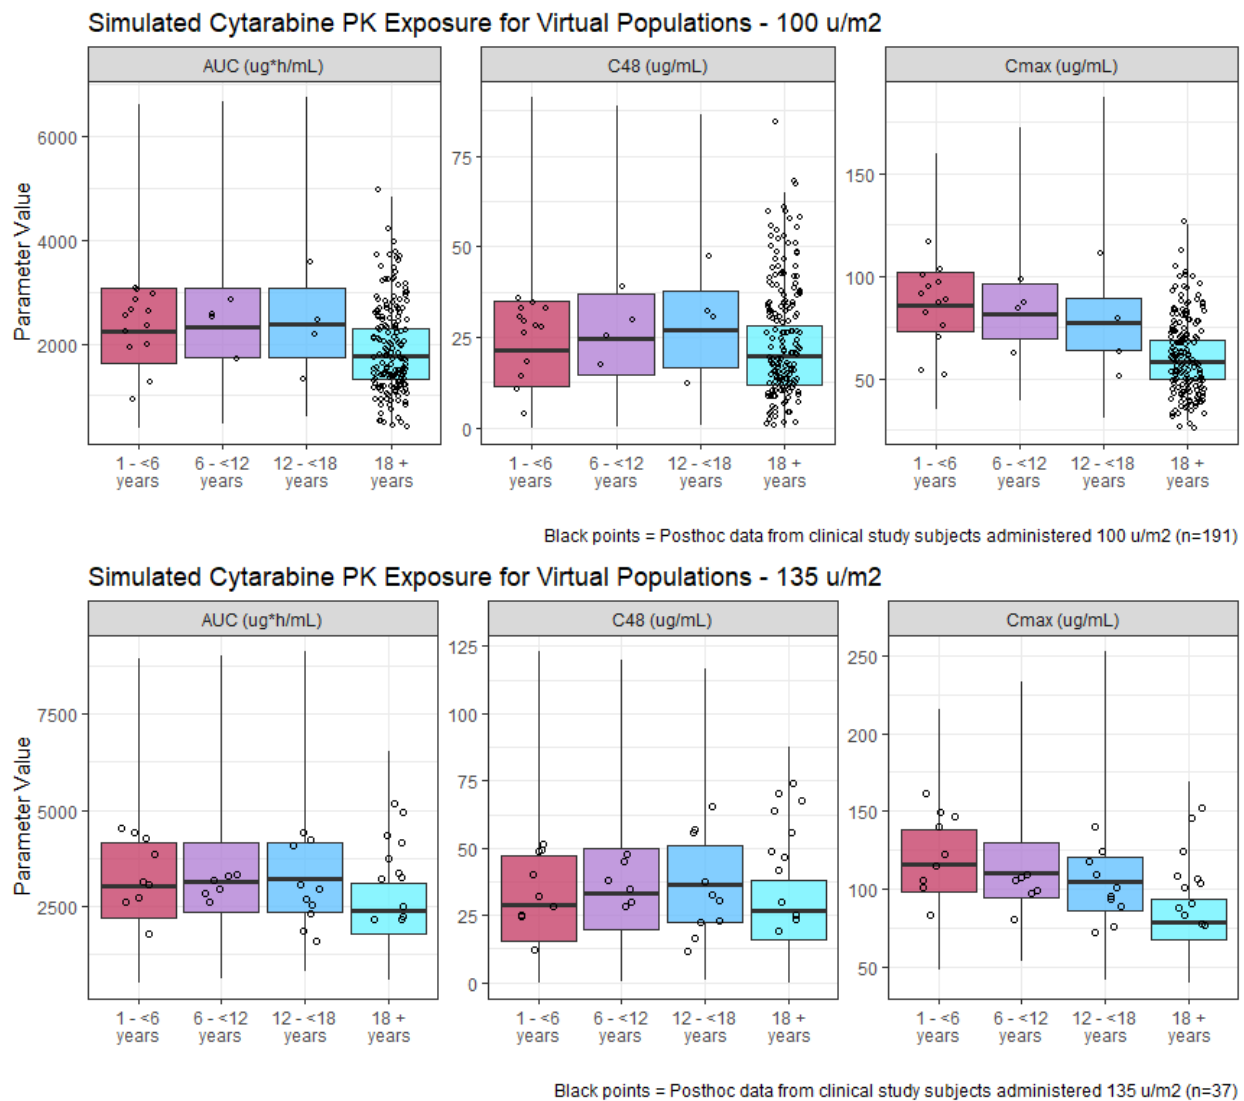 Simulated Cytarabine PK Exposure for Virtual Populations - 100 u/m2
AUC (ug*h/mL)
C48 (ug/mL)
Cmax (ug/mL)
Parameter Value
6000
4000
2000
75
50
25
0
150
100
50
1 - <6 years
6 - <12 years
12 - <18 years
18 + years
1 - <6 years
6 - <12 years
12 - <18 years
18 + years
1 - <6 years
6 - <12 years
12 - <18 years
18 + years
Black points = Posthoc data from clinical study subjects administered 100 u/m2 (n=191)
Simulated Cytarabine PK Exposure for Virtual Populations - 135 u/m2
AUC (ug*h/mL)
C48 (ug/mL)
Cmax (ug/mL)
Parameter Value
7500
5000
2500
125
100
75
50
25
0
250
200
150
100
50
1 - <6 years
6 - <12 years
12 - <18 years
18 + years
1 - <6 years
6 - <12 years
12 - <18 years
18 + years
1 - <6 years
6 - <12 years
12 - <18 years
18 + years
Black points = Posthoc data from clinical study subjects administered 135 u/m2 (n=37)